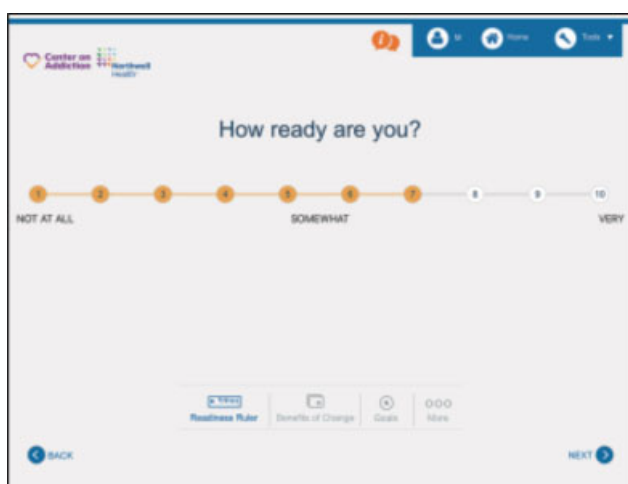 Center on
Addiction
Northwell
Health
Home
Tools
How ready are you?
1 2 3 4 5 6 7 8 9 10
NOT AT ALL SOMEWHAT VERY
Readiness Ruler Benefits of Change Goals More
BACK NEXT